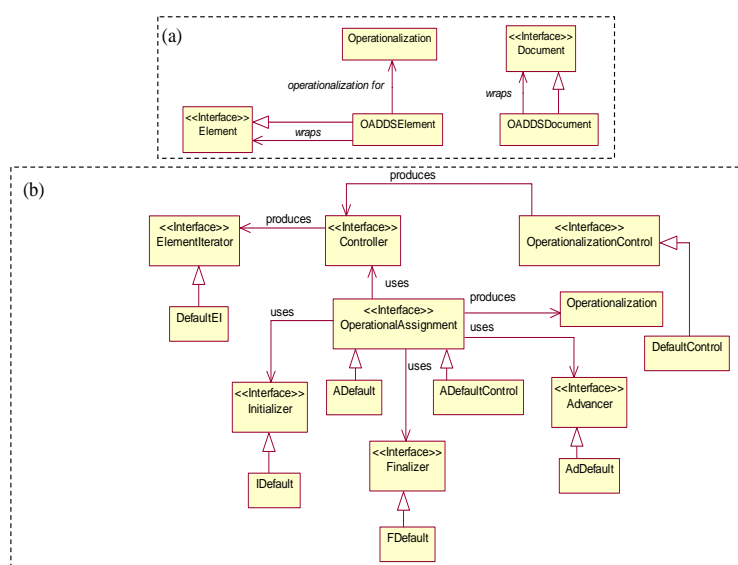 (a)
Operationalization
<<Interface>>
Document
operationalization for
wraps
<<Interface>>
Element
wraps
OADDSElement
OADDSDocument
(b)
produces
<<Interface>>
ElementIterator
produces
<<Interface>>
Controller
<<Interface>>
OperationalizationControl
uses
DefaultEI
<<Interface>>
OperationalAssignment
produces
Operationalization
uses
uses
DefaultControl
uses
ADefault
ADefaultControl
<<Interface>>
Initializer
<<Interface>>
Advancer
<<Interface>>
Finalizer
IDefault
AdDefault
FDefault